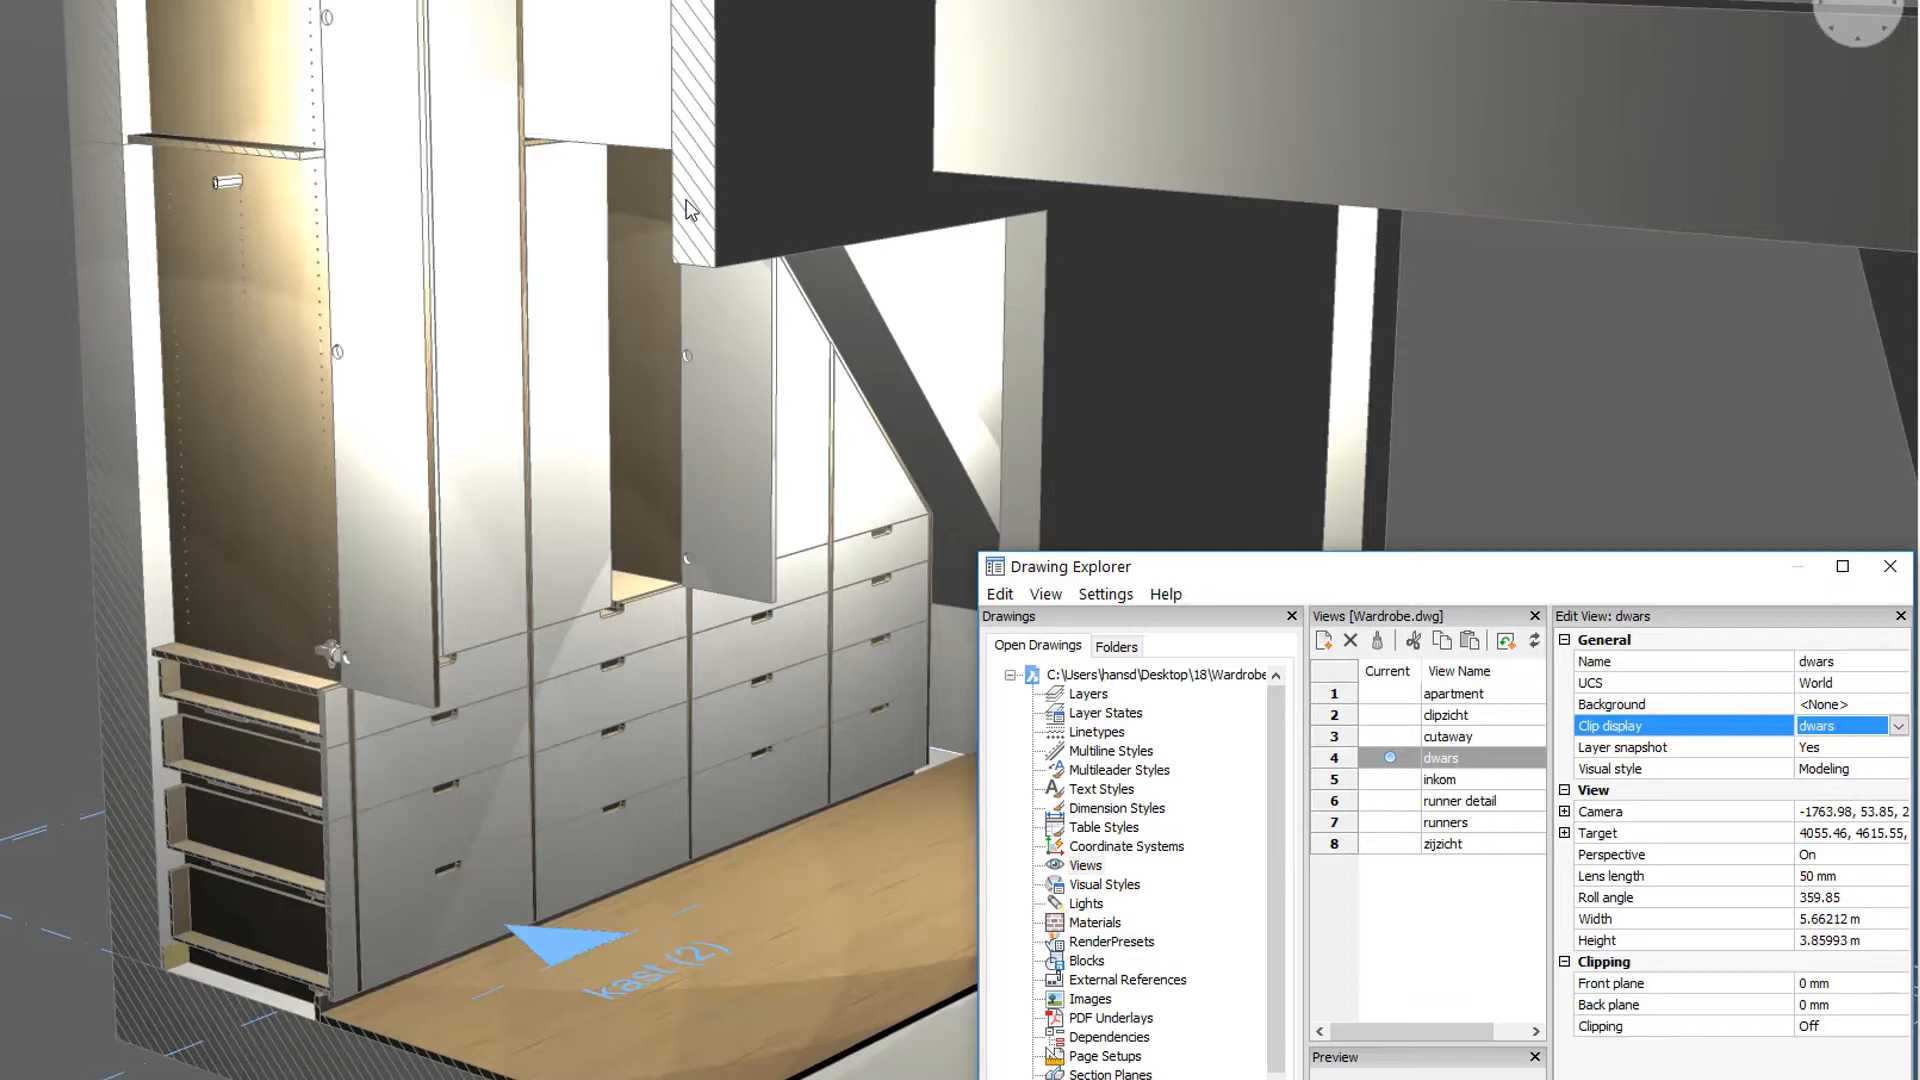 kast (2)
Drawing Explorer
Edit View Settings Help
Drawings
Open Drawings Folders
C:\Users\hansd\Desktop\18\Wardrobe
Layers
Layer States
Linetypes
Multiline Styles
Multileader Styles
Text Styles
Dimension Styles
Table Styles
Coordinate Systems
Views
Visual Styles
Lights
Materials
RenderPresets
Blocks
External References
Images
PDF Underlays
Dependencies
Page Setups
Section Planes
Views [Wardrobe.dwg]
Current View Name
1 apartment
2 clipzicht
3 cutaway
4 dwars
5 inkom
6 runner detail
7 runners
8 zijzicht
Preview
Edit View: dwars
General
Name dwars
UCS World
Background <None>
Clip display dwars
Layer snapshot Yes
Visual style Modeling
View
Camera -1763.98, 53.85, 2
Target 4055.46, 4615.55,
Perspective On
Lens length 50 mm
Roll angle 359.85
Width 5.66212 m
Height 3.85993 m
Clipping
Front plane 0 mm
Back plane 0 mm
Clipping Off